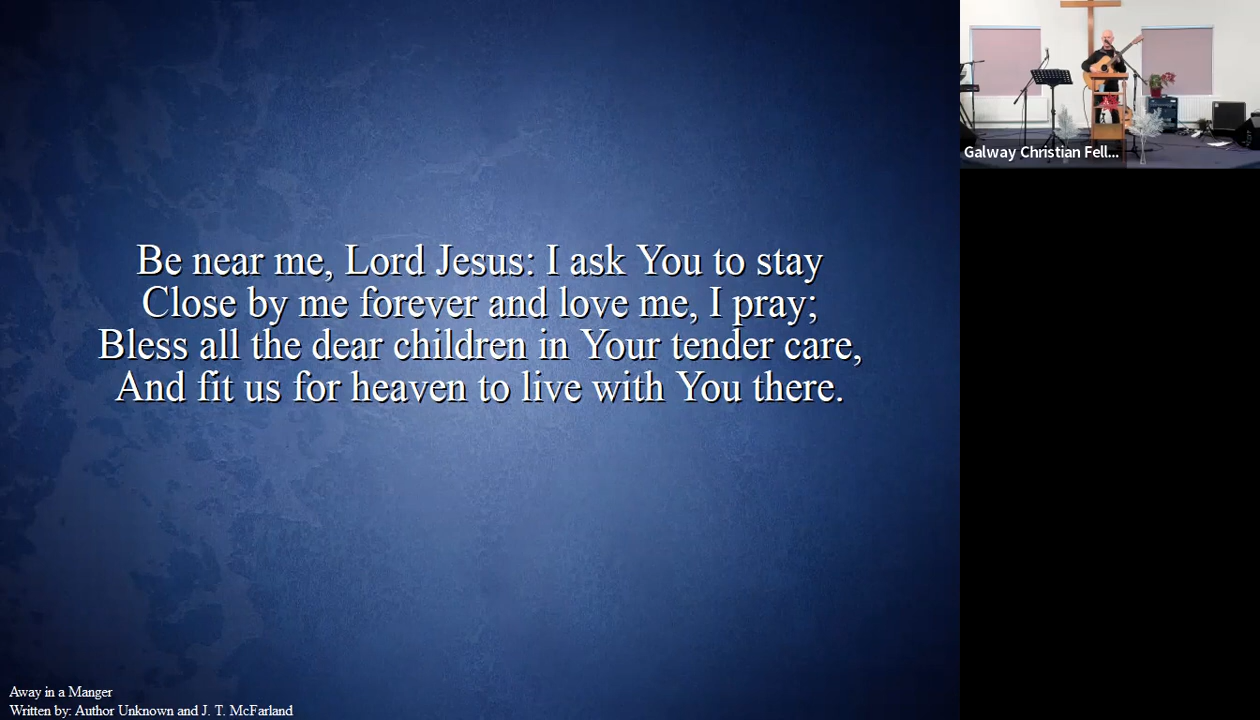 Be near me, Lord Jesus: I ask You to stay
Close by me forever and love me, I pray;
Bless all the dear children in Your tender care,
And fit us for heaven to live with You there.
Away in a Manger
Written by: Author Unknown and J. T. McFarland
Galway Christian Fell...